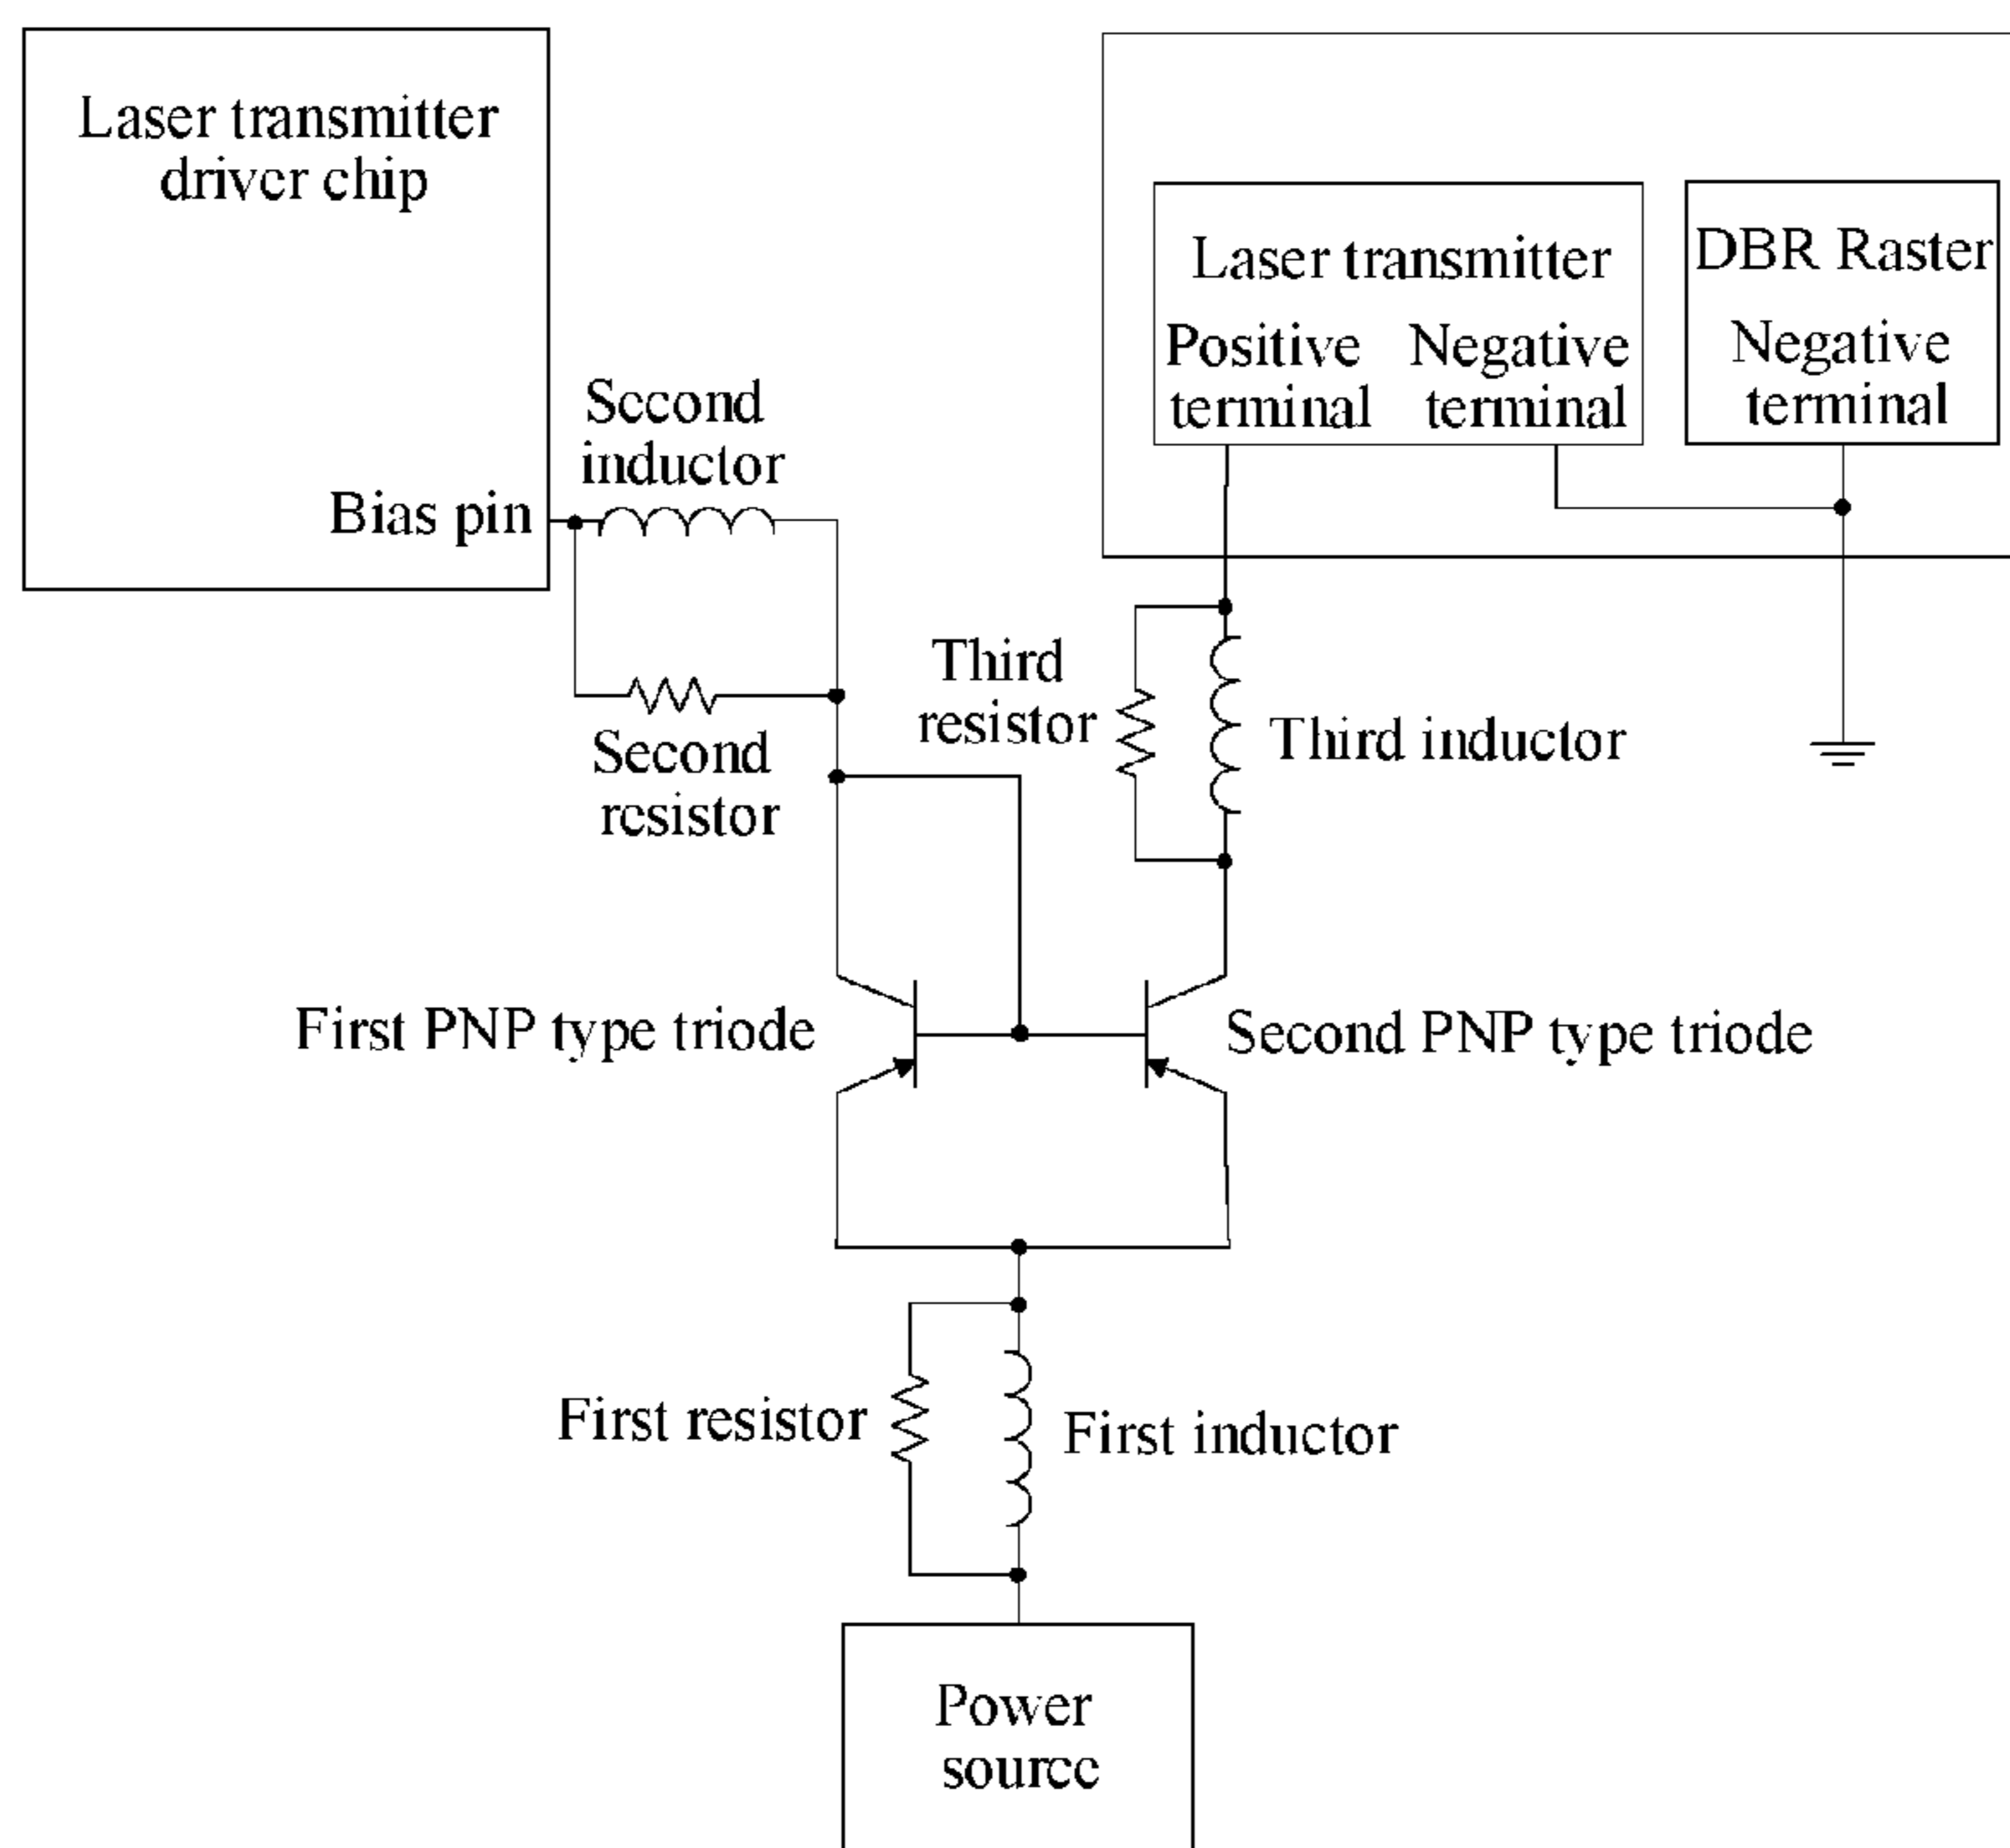 Laser transmitter
driver chip
Bias pin
Second
inductor
Second
resistor
Laser transmitter
Positive
terminal
Negative
terminal
DBR Raster
Negative
terminal
Third
resistor
Third inductor
First PNP type triode
Second PNP type triode
First resistor
First inductor
Power
source